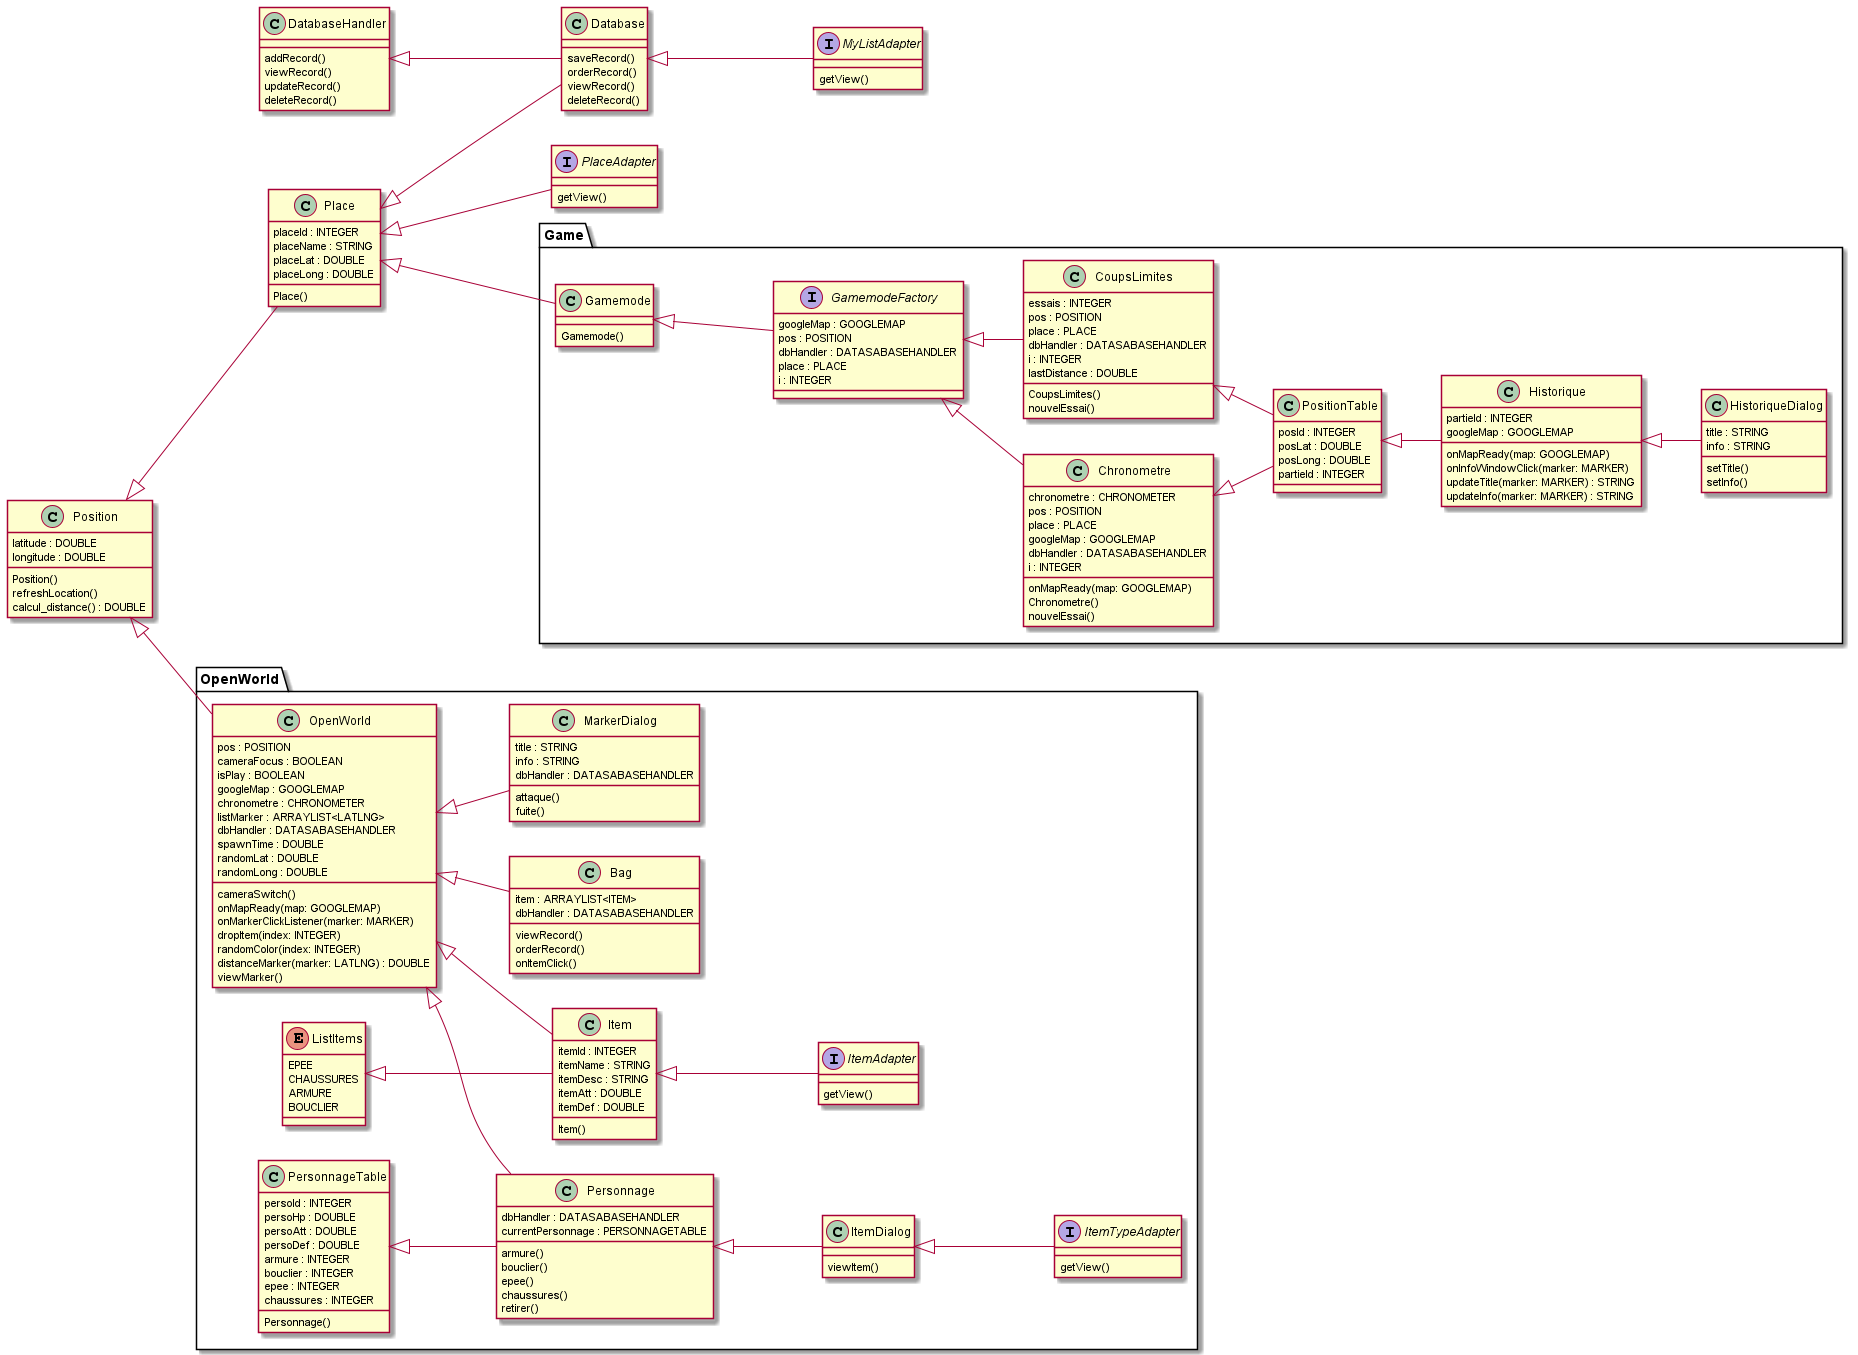 C DatabaseHandler
addRecord()
viewRecord()
updateRecord()
deleteRecord()
C Database
saveRecord()
orderRecord()
viewRecord()
deleteRecord()
I MyListAdapter
getView()
I PlaceAdapter
getView()
C Place
placeId : INTEGER
placeName : STRING
placeLat : DOUBLE
placeLong : DOUBLE
Place()
Game
C Gamemode
Gamemode()
I GamemodeFactory
googleMap : GOOGLEMAP
pos : POSITION
dbHandler : DATASABASEHANDLER
place : PLACE
i : INTEGER
C CoupsLimites
essais : INTEGER
pos : POSITION
place : PLACE
dbHandler : DATASABASEHANDLER
i : INTEGER
lastDistance : DOUBLE
CoupsLimites()
nouvelEssai()
C Chronometre
chronometre : CHRONOMETER
pos : POSITION
place : PLACE
googleMap : GOOGLEMAP
dbHandler : DATASABASEHANDLER
i : INTEGER
onMapReady(map: GOOGLEMAP)
Chronometre()
nouvelEssai()
C PositionTable
posId : INTEGER
posLat : DOUBLE
posLong : DOUBLE
partieId : INTEGER
C Historique
partieId : INTEGER
googleMap : GOOGLEMAP
onMapReady(map: GOOGLEMAP)
onInfoWindowClick(marker: MARKER)
updateTitle(marker: MARKER) : STRING
updateInfo(marker: MARKER) : STRING
C HistoriqueDialog
title : STRING
info : STRING
setTitle()
setInfo()
C Position
latitude : DOUBLE
longitude : DOUBLE
Position()
refreshLocation()
calcul_distance() : DOUBLE
OpenWorld
C OpenWorld
pos : POSITION
cameraFocus : BOOLEAN
isPlay : BOOLEAN
googleMap : GOOGLEMAP
chronometre : CHRONOMETER
listMarker : ARRAYLIST<LATLNG>
dbHandler : DATASABASEHANDLER
spawnTime : DOUBLE
randomLat : DOUBLE
randomLong : DOUBLE
cameraSwitch()
onMapReady(map: GOOGLEMAP)
onMarkerClickListener(marker: MARKER)
dropItem(index: INTEGER)
randomColor(index: INTEGER)
distanceMarker(marker: LATLNG) : DOUBLE
viewMarker()
C MarkerDialog
title : STRING
info : STRING
dbHandler : DATASABASEHANDLER
attaque()
fuite()
C Bag
item : ARRAYLIST<ITEM>
dbHandler : DATASABASEHANDLER
viewRecord()
orderRecord()
onItemClick()
E ListItems
EPEE
CHAUSSURES
ARMURE
BOUCLIER
C Item
itemId : INTEGER
itemName : STRING
itemDesc : STRING
itemAtt : DOUBLE
itemDef : DOUBLE
Item()
I ItemAdapter
getView()
C PersonnageTable
persoId : INTEGER
persoHp : DOUBLE
persoAtt : DOUBLE
persoDef : DOUBLE
armure : INTEGER
bouclier : INTEGER
epee : INTEGER
chaussures : INTEGER
Personnage()
C Personnage
dbHandler : DATASABASEHANDLER
currentPersonnage : PERSONNAGETABLE
armure()
bouclier()
epee()
chaussures()
retirer()
C ItemDialog
viewItem()
I ItemTypeAdapter
getView()